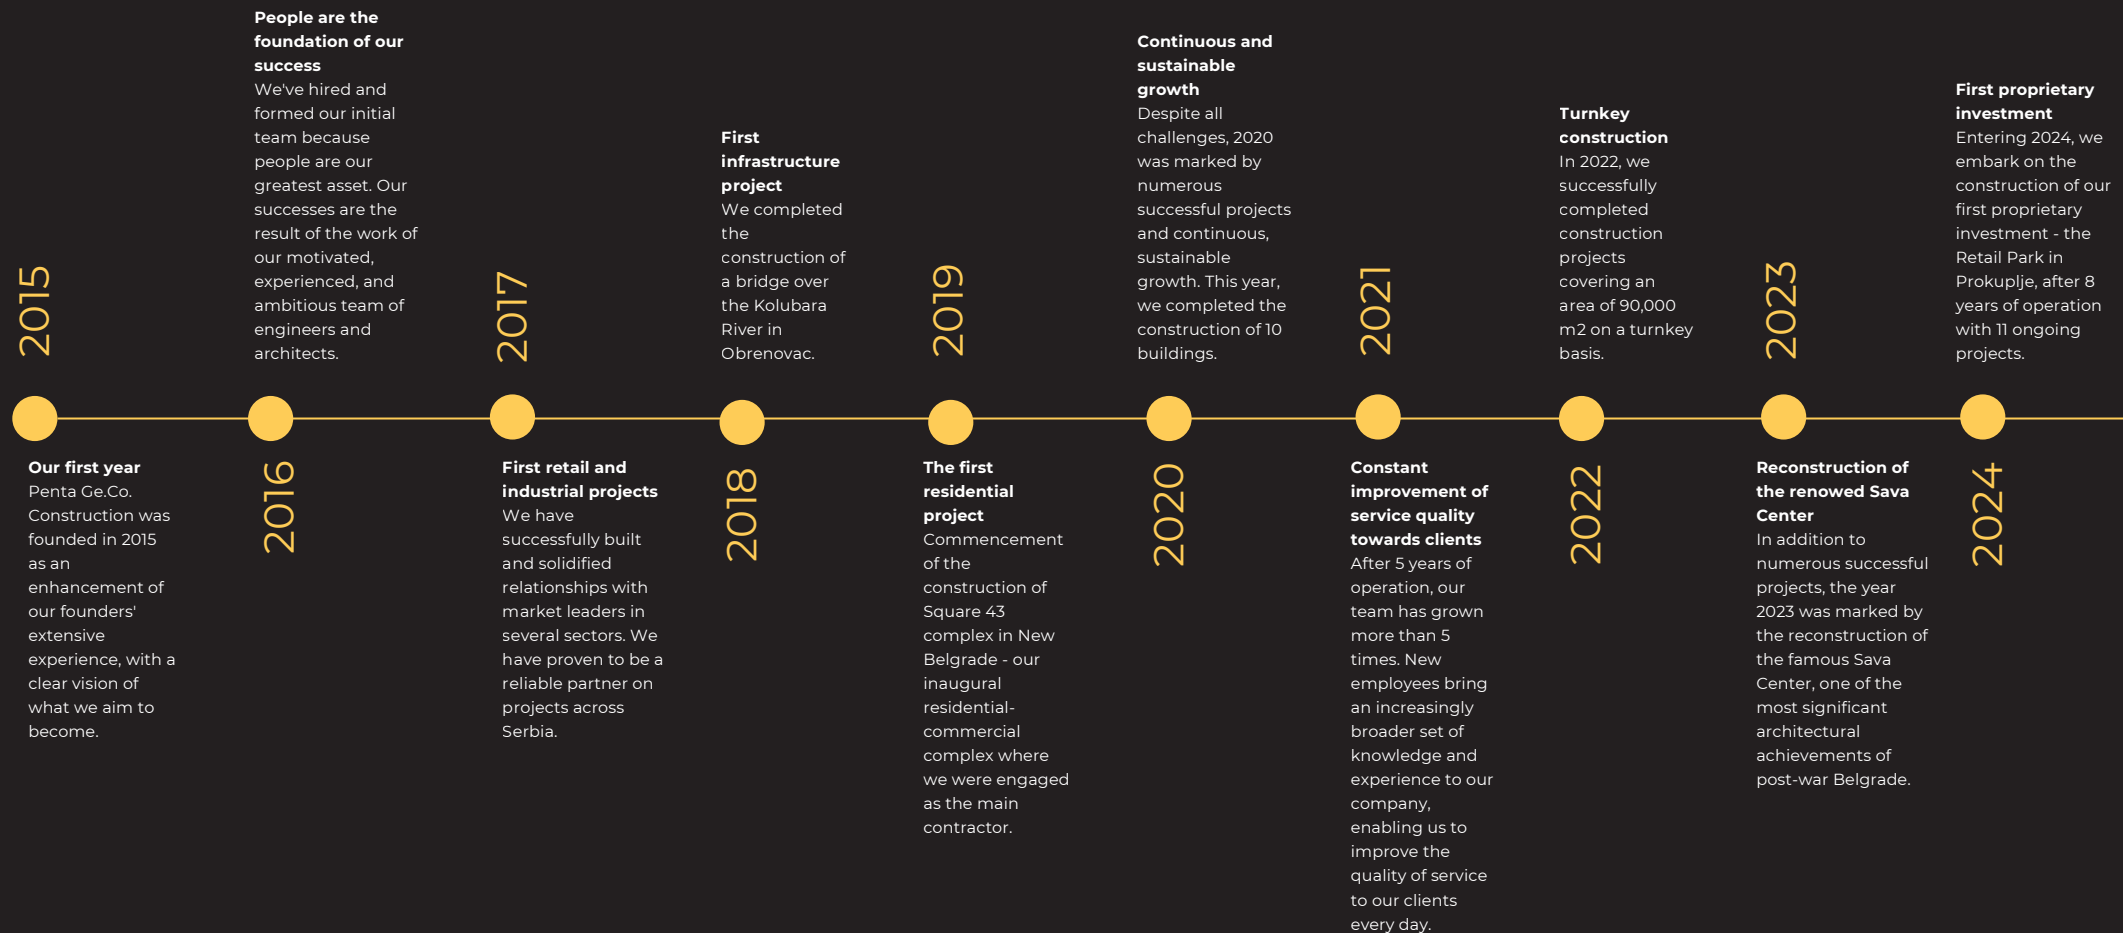 2015
Our first year
Penta Ge.Co.
Construction was
founded in 2015
as an
enhancement of
our founders'
extensive
experience, with a
clear vision of
what we aim to
become.
People are the
foundation of our
success
We've hired and
formed our initial
team because
people are our
greatest asset. Our
successes are the
result of the work of
our motivated,
experienced, and
ambitious team of
engineers and
architects.
2016
2017
First retail and
industrial projects
We have
successfully built
and solidified
relationships with
market leaders in
several sectors. We
have proven to be a
reliable partner on
projects across
Serbia.
First
infrastructure
project
We completed
the
construction of
a bridge over
the Kolubara
River in
Obrenovac.
2018
2019
The first
residential
project
Commencement
of the
construction of
Square 43
complex in New
Belgrade - our
inaugural
residential-
commercial
complex where
we were engaged
as the main
contractor.
Continuous and
sustainable
growth
Despite all
challenges, 2020
was marked by
numerous
successful projects
and continuous,
sustainable
growth. This year,
we completed the
construction of 10
buildings.
2020
2021
Constant
improvement of
service quality
towards clients
After 5 years of
operation, our
team has grown
more than 5
times. New
employees bring
an increasingly
broader set of
knowledge and
experience to our
company,
enabling us to
improve the
quality of service
to our clients
every day.
Turnkey
construction
In 2022, we
successfully
completed
construction
projects
covering an
area of 90,000
m2 on a turnkey
basis.
2022
2023
Reconstruction of
the renowed Sava
Center
In addition to
numerous successful
projects, the year
2023 was marked by
the reconstruction of
the famous Sava
Center, one of the
most significant
architectural
achievements of
post-war Belgrade.
First proprietary
investment
Entering 2024, we
embark on the
construction of our
first proprietary
investment - the
Retail Park in
Prokuplje, after 8
years of operation
with 11 ongoing
projects.
2024